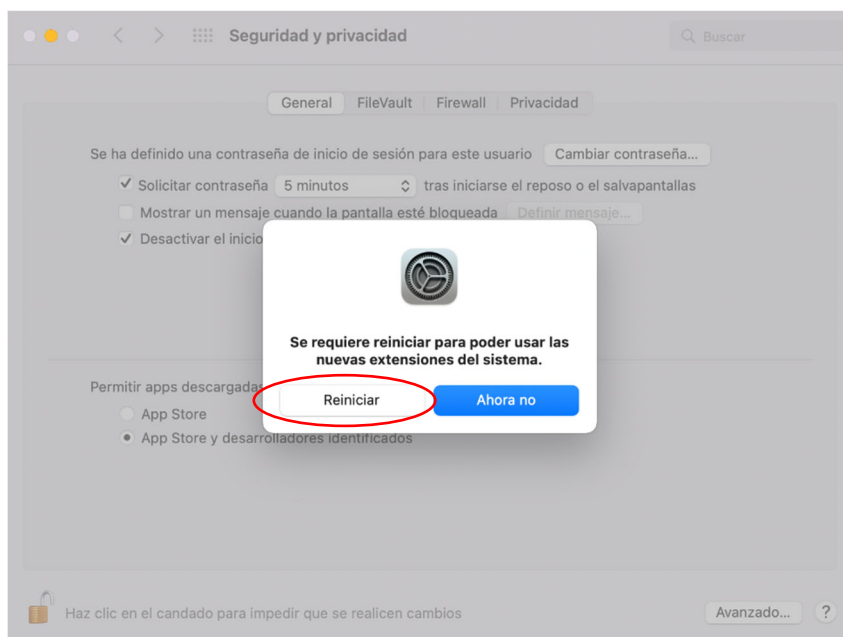 Seguridad y privacidad
Buscar
General FileVault Firewall Privacidad
Se ha definido una contraseña de inicio de sesión para este usuario Cambiar contraseña...
Solicitar contraseña 5 minutos tras iniciarse el reposo o el salvapantallas
Mostrar un mensaje cuando la pantalla esté bloqueada Definir mensaje...
Desactivar el inicio
Se requiere reiniciar para poder usar las
nuevas extensiones del sistema.
Reiniciar Ahora no
Permitir apps descargadas
App Store
App Store y desarrolladores identificados
Haz clic en el candado para impedir que se realicen cambios
Avanzado... ?